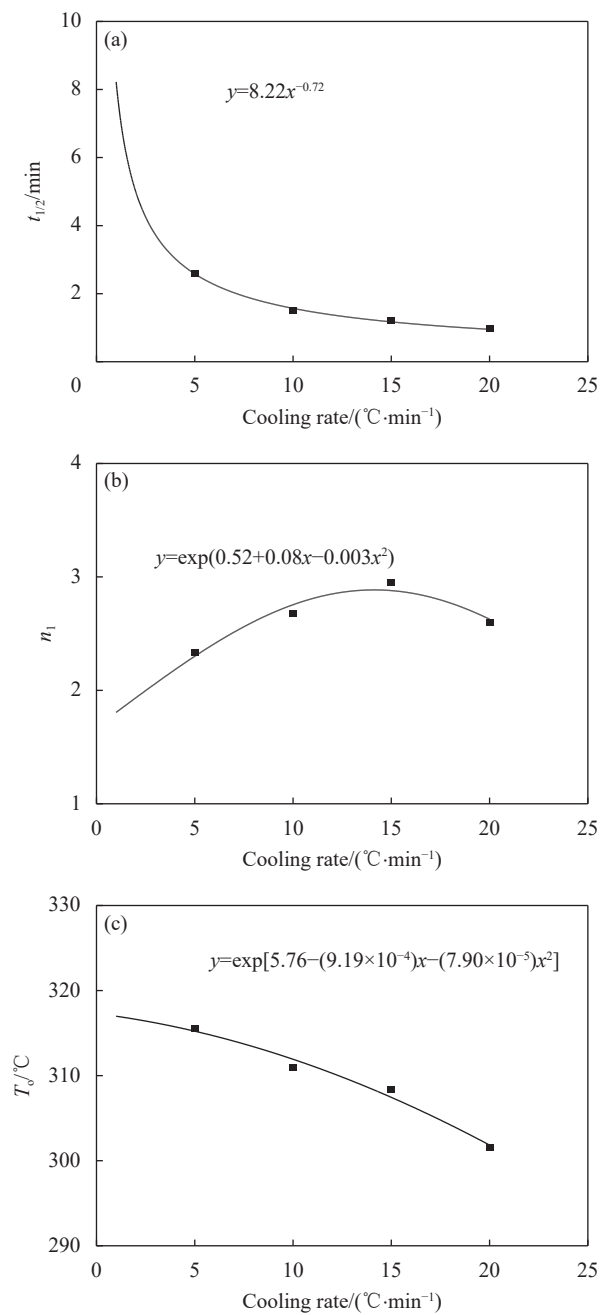 (a)
10
8
6
4
2
0
y=8.22x⁻⁰·⁷²
t₁/₂/min
5 10 15 20 25
Cooling rate/(℃·min⁻¹)
(b)
4
3
2
1
y=exp(0.52+0.08x−0.003x²)
n₁
0 5 10 15 20 25
Cooling rate/(℃·min⁻¹)
(c)
330
320
310
300
290
y=exp[5.76−(9.19×10⁻⁴)x−(7.90×10⁻⁵)x²]
Tₒ/℃
0 5 10 15 20 25
Cooling rate/(℃·min⁻¹)